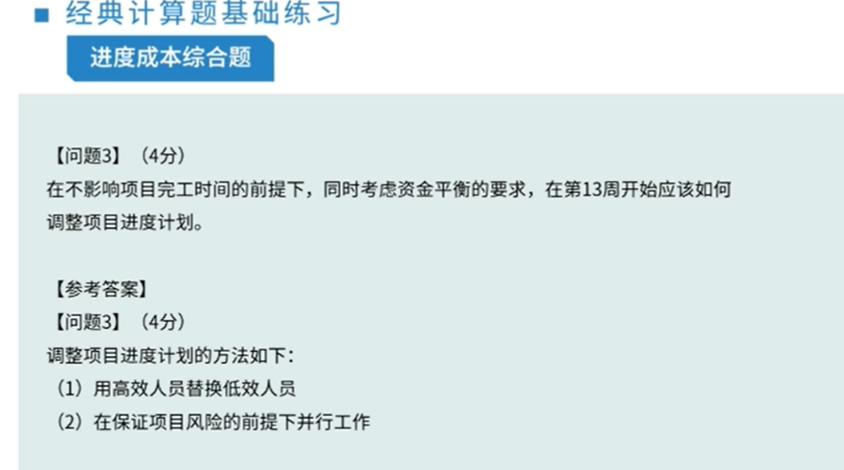 ■ 经典计算题基础练习
进度成本综合题
【问题3】（4分）
在不影响项目完工时间的前提下，同时考虑资金平衡的要求，在第13周开始应该如何
调整项目进度计划。
【参考答案】
【问题3】（4分）
调整项目进度计划的方法如下：
（1）用高效人员替换低效人员
（2）在保证项目风险的前提下并行工作